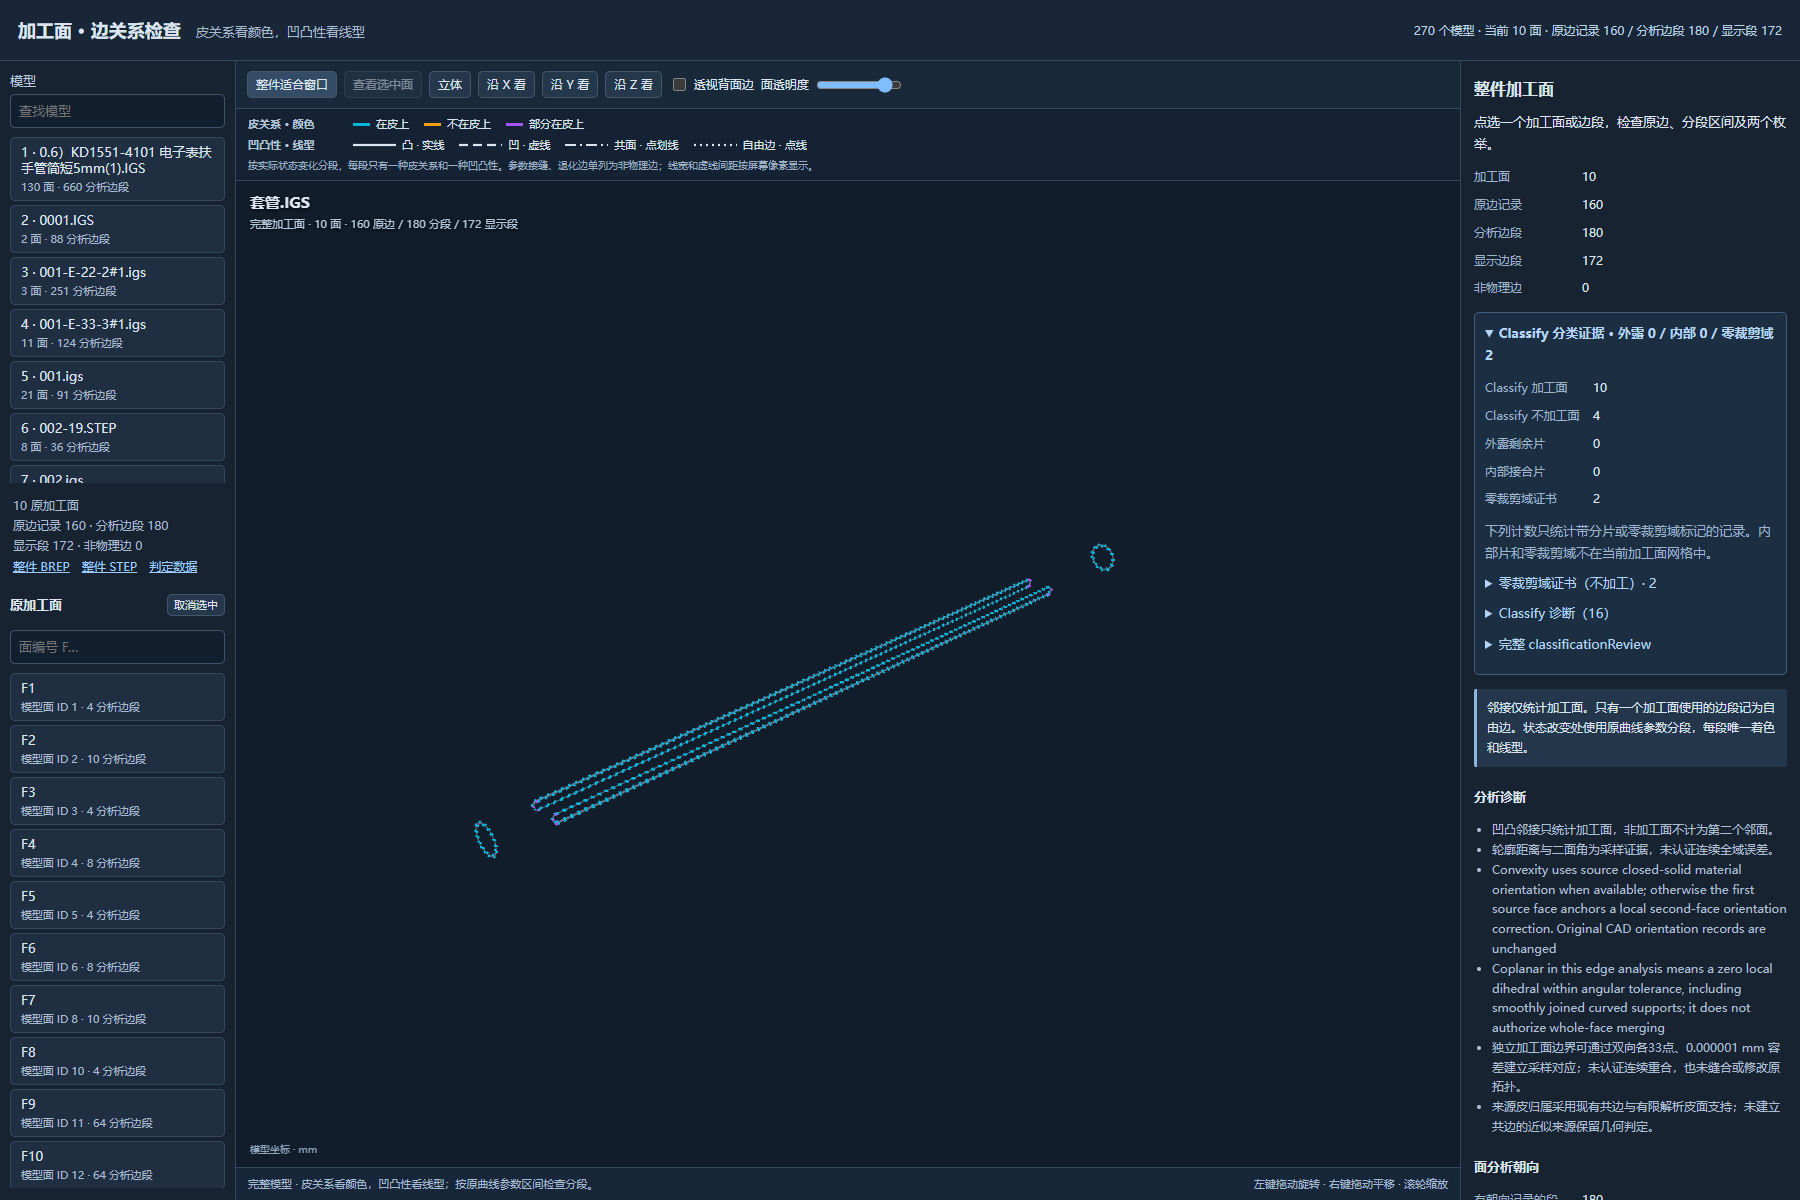 加工面 • 边关系检查 皮关系看颜色，凹凸性看线型
270 个模型 · 当前 10 面 · 原边记录 160 / 分析边段 180 / 显示段 172
模型
查找模型
1 · 0.6）KD1551-4101 电子表扶
手管简短5mm(1).IGS
130 面 · 660 分析边段
2 · 0001.IGS
2 面 · 88 分析边段
3 · 001-E-22-2#1.igs
3 面 · 251 分析边段
4 · 001-E-33-3#1.igs
11 面 · 124 分析边段
5 · 001.igs
21 面 · 91 分析边段
6 · 002-19.STEP
8 面 · 36 分析边段
7 · 002.igs
10 原加工面
原边记录 160 · 分析边段 180
显示段 172 · 非物理边 0
整件 BREP 整件 STEP 判定数据
原加工面 取消选中
面编号 F...
F1
模型面 ID 1 · 4 分析边段
F2
模型面 ID 2 · 10 分析边段
F3
模型面 ID 3 · 4 分析边段
F4
模型面 ID 4 · 8 分析边段
F5
模型面 ID 5 · 4 分析边段
F6
模型面 ID 6 · 8 分析边段
F7
模型面 ID 8 · 10 分析边段
F8
模型面 ID 10 · 4 分析边段
F9
模型面 ID 11 · 64 分析边段
F10
模型面 ID 12 · 64 分析边段
整件适合窗口 查看选中面 立体 沿 X 看 沿 Y 看 沿 Z 看 透视背面边 面透明度
皮关系 • 颜色 在皮上 不在皮上 部分在皮上
凹凸性 • 线型 凸 · 实线 凹 · 虚线 共面 · 点划线 自由边 · 点线
按实际状态变化分段，每段只有一种皮关系和一种凹凸性。参数接缝、退化边单列为非物理边；线宽和虚线间距按屏幕像素显示。
套管.IGS
完整加工面 · 10 面 · 160 原边 / 180 分段 / 172 显示段
模型坐标 · mm
完整模型 · 皮关系看颜色，凹凸性看线型；按原曲线参数区间检查分段。
左键拖动旋转 · 右键拖动平移 · 滚轮缩放
整件加工面
点选一个加工面或边段，检查原边、分段区间及两个枚
举。
加工面 10
原边记录 160
分析边段 180
显示边段 172
非物理边 0
▼ Classify 分类证据 • 外露 0 / 内部 0 / 零裁剪域
2
Classify 加工面 10
Classify 不加工面 4
外露剩余片 0
内部接合片 0
零裁剪域证书 2
下列计数只统计带分片或零裁剪域标记的记录。内
部片和零裁剪域不在当前加工面网格中。
▶ 零裁剪域证书（不加工）· 2
▶ Classify 诊断（16）
▶ 完整 classificationReview
邻接仅统计加工面。只有一个加工面使用的边段记为自
由边。状态改变处使用原曲线参数分段，每段唯一着色
和线型。
分析诊断
• 凹凸邻接只统计加工面，非加工面不计为第二个邻面。
• 轮廓距离与二面角为采样证据，未认证连续全域误差。
• Convexity uses source closed-solid material
orientation when available; otherwise the first
source face anchors a local second-face orientation
correction. Original CAD orientation records are
unchanged
• Coplanar in this edge analysis means a zero local
dihedral within angular tolerance, including
smoothly joined curved supports; it does not
authorize whole-face merging
• 独立加工面边界可通过双向各33点、0.000001 mm 容
差建立采样对应；未认证连续重合，也未缝合或修改原
拓扑。
• 来源皮归属采用现有共边与有限解析皮面支持；未建立
共边的近似来源保留几何判定。
面分析朝向
有朝向记录的段 180